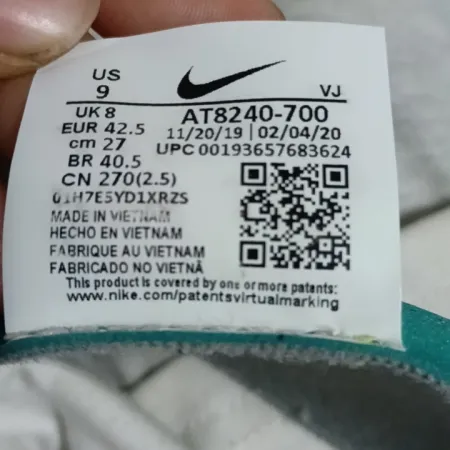 US
9
VJ
UK 8
EUR 42.5
cm 27
BR 40.5
CN 270(2.5)
AT8240-700
11/20/19 | 02/04/20
UPC 00193657683624
01H7E5YD1XRZS
MADE IN VIETNAM
HECHO EN VIETNAM
FABRIQUE AU VIETNAM
FABRICADO NO VIETNÃ
This product is covered by one or more patents:
www.nike.com/patentsvirtualmarking